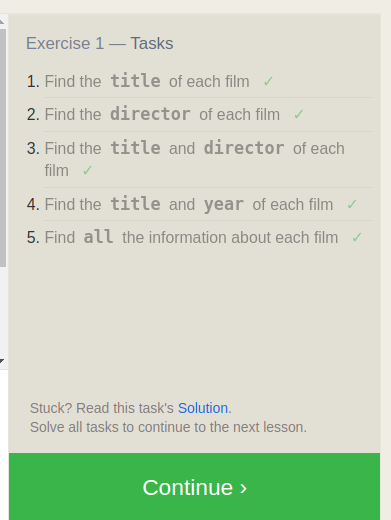 Exercise 1 — Tasks
1. Find the title of each film ✓
2. Find the director of each film ✓
3. Find the title and director of each
film ✓
4. Find the title and year of each film ✓
5. Find all the information about each film ✓
Stuck? Read this task's Solution.
Solve all tasks to continue to the next lesson.
Continue ›